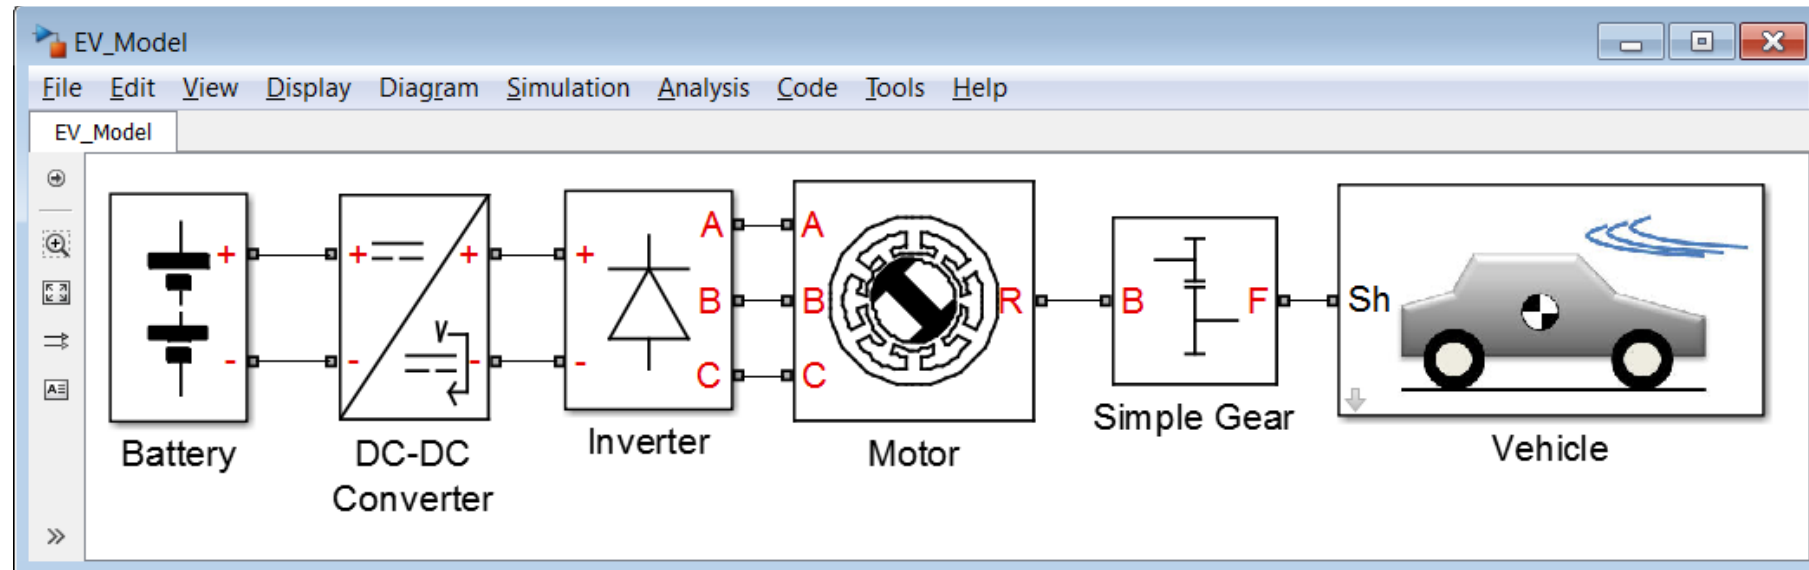 EV_Model
File Edit View Display Diagram Simulation Analysis Code Tools Help
EV_Model
+ + + + A A
B B R B F Sh
- - - - C C
V
A
Battery
DC-DC
Converter
Inverter
Motor
Simple Gear
Vehicle